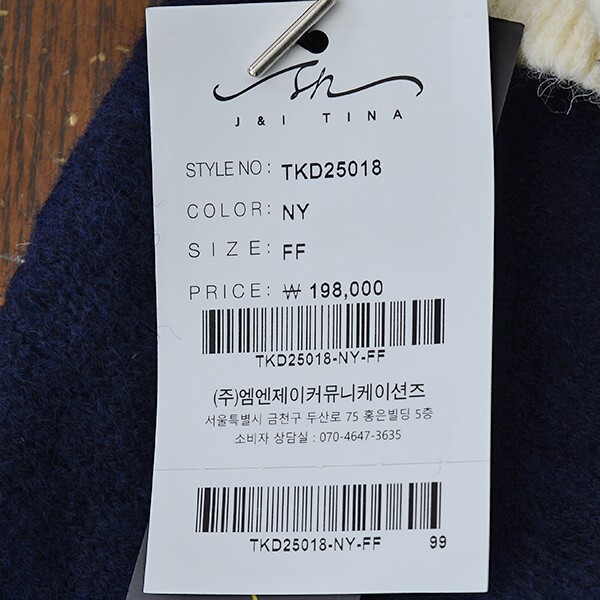 J & I TINA
STYLE NO : TKD25018
COLOR: NY
SIZE: FF
PRICE: ₩ 198,000
TKD25018-NY-FF
(주)엠엔제이커뮤니케이션즈
서울특별시 금천구 두산로 75 홍은빌딩 5층
소비자 상담실 : 070-4647-3635
TKD25018-NY-FF 99